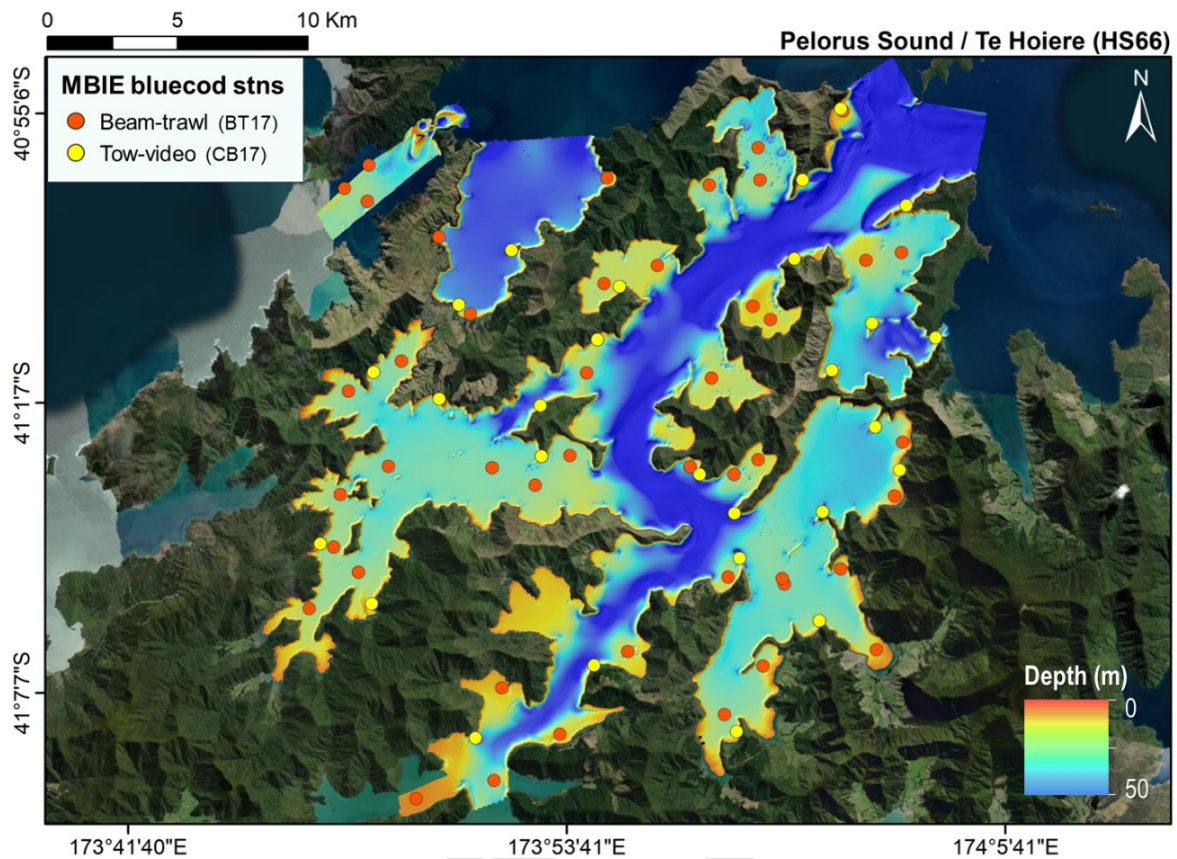 0 5 10 Km
Pelorus Sound / Te Hoiere (HS66)
MBIE bluecod stns
Beam-trawl (BT17)
Tow-video (CB17)
N
40°55'6"S
41°1'7"S
41°7'7"S
Depth (m)
0
50
173°41'40"E 173°53'41"E 174°5'41"E